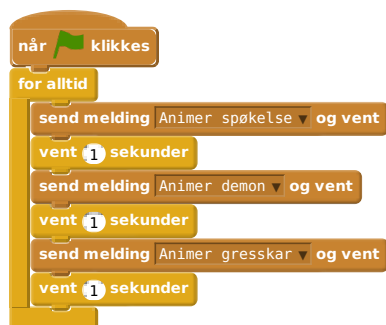 når klikkes
for alltid
send melding Animer spøkelse og vent
vent 1 sekunder
send melding Animer demon og vent
vent 1 sekunder
send melding Animer gresskar og vent
vent 1 sekunder